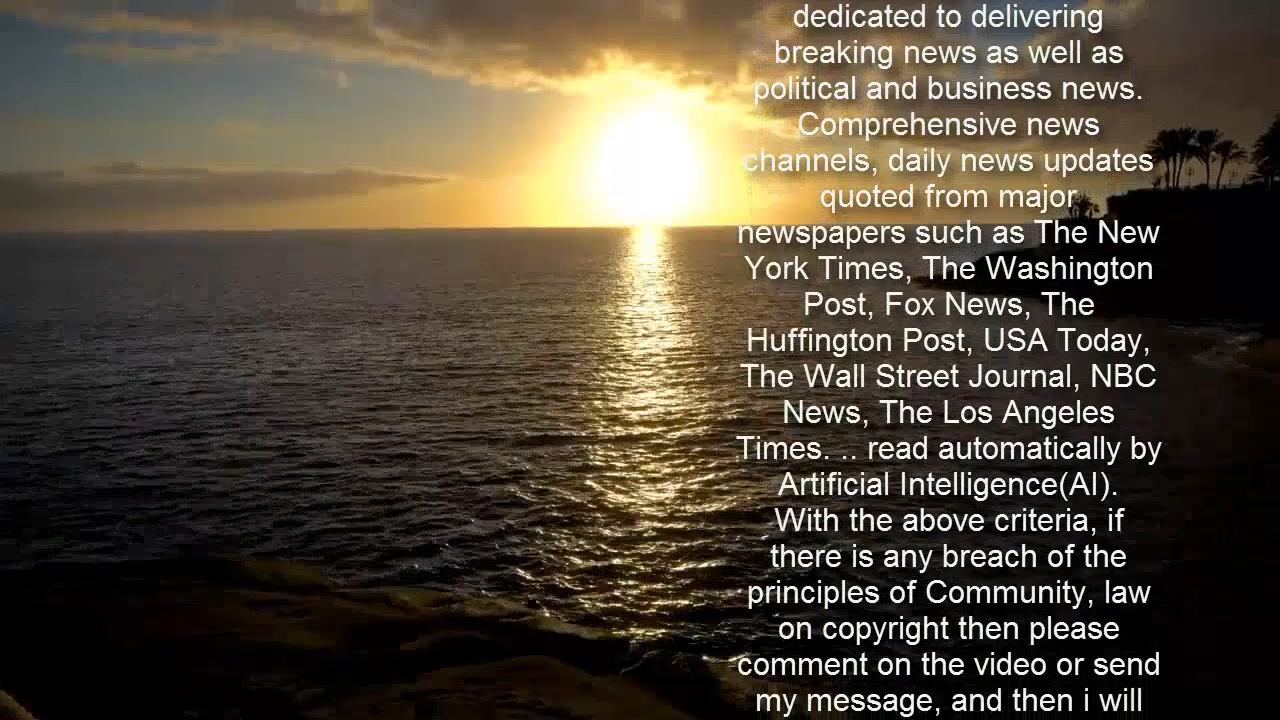 dedicated to delivering
breaking news as well as
political and business news.
Comprehensive news
channels, daily news updates
quoted from major
newspapers such as The New
York Times, The Washington
Post, Fox News, The
Huffington Post, USA Today,
The Wall Street Journal, NBC
News, The Los Angeles
Times. .. read automatically by
Artificial Intelligence(AI).
With the above criteria, if
there is any breach of the
principles of Community, law
on copyright then please
comment on the video or send
my message, and then i will